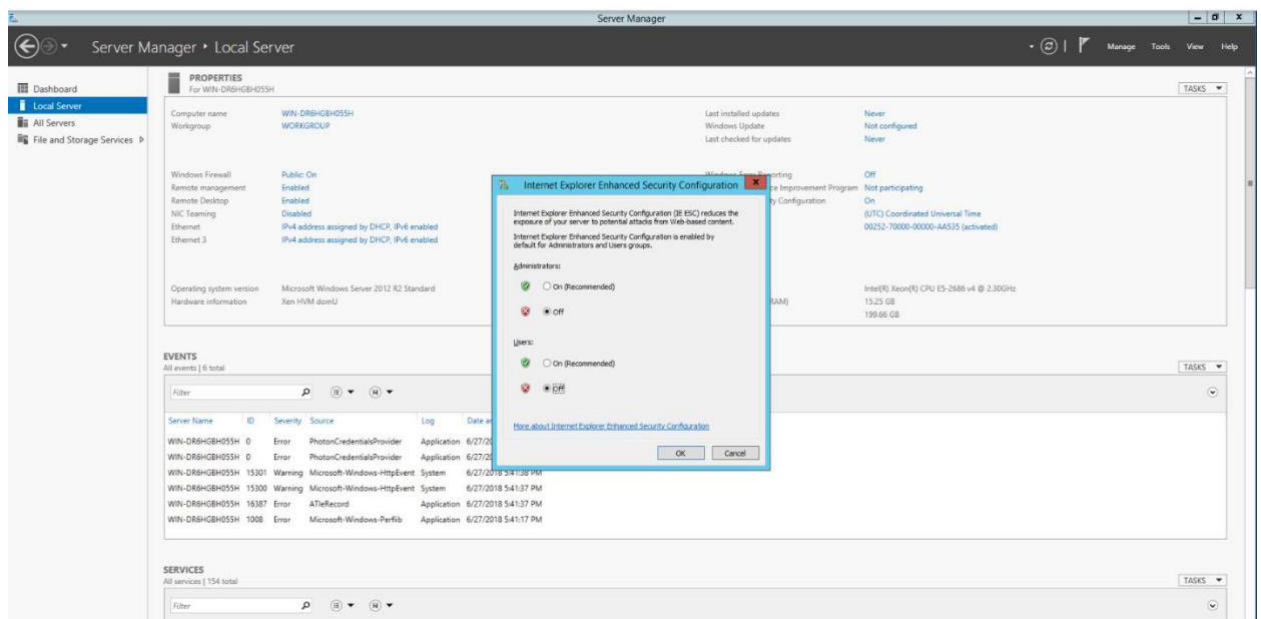 Server Manager
Server Manager • Local Server
Manage Tools View Help
Dashboard
Local Server
All Servers
File and Storage Services
PROPERTIES
For WIN-DR6HGBH055H
TASKS
Computer name WIN-DR6HGBH055H
Workgroup WORKGROUP
Last installed updates Never
Windows Update Not configured
Last checked for updates Never
Windows Firewall Public: On
Remote management Enabled
Remote Desktop Enabled
NIC Teaming Disabled
Ethernet IPv4 address assigned by DHCP, IPv6 enabled
Ethernet 3 IPv4 address assigned by DHCP, IPv6 enabled
Off
Improvement Program Not participating
Configuration On
(UTC) Coordinated Universal Time
00252-70000-00000-AA535 (activated)
Operating system version Microsoft Windows Server 2012 R2 Standard
Hardware information Xen HVM domU
Intel(R) Xeon(R) CPU E5-2686 v4 @ 2.30GHz
(RAM) 15.25 GB
199.66 GB
Internet Explorer Enhanced Security Configuration
Internet Explorer Enhanced Security Configuration (IE ESC) reduces the
exposure of your server to potential attacks from Web-based content.
Internet Explorer Enhanced Security Configuration is enabled by
default for Administrators and Users groups.
Administrators:
On (Recommended)
Off
Users:
On (Recommended)
Off
More about Internet Explorer Enhanced Security Configuration
OK Cancel
EVENTS
All events | 6 total
TASKS
Filter
Server Name ID Severity Source Log Date
WIN-DR6HGBH055H 0 Error PhotonCredentialsProvider Application
WIN-DR6HGBH055H 0 Error PhotonCredentialsProvider Application
WIN-DR6HGBH055H 15301 Warning Microsoft-Windows-HttpEvent System 6/27/2018 5:41:38 PM
WIN-DR6HGBH055H 15300 Warning Microsoft-Windows-HttpEvent System 6/27/2018 5:41:37 PM
WIN-DR6HGBH055H 16387 Error ATIeRecord Application 6/27/2018 5:41:37 PM
WIN-DR6HGBH055H 1008 Error Microsoft-Windows-Perflib Application 6/27/2018 5:41:17 PM
SERVICES
All services | 154 total
TASKS
Filter